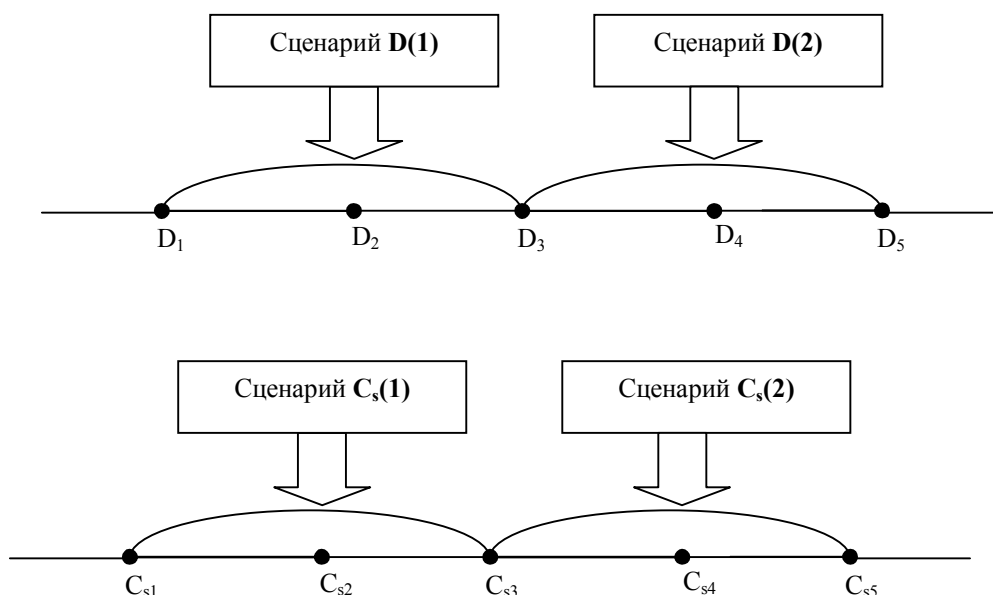 Сценарий D(1) Сценарий D(2)
D₁ D₂ D₃ D₄ D₅
Сценарий Cₛ(1) Сценарий Cₛ(2)
Cₛ₁ Cₛ₂ Cₛ₃ Cₛ₄ Cₛ₅